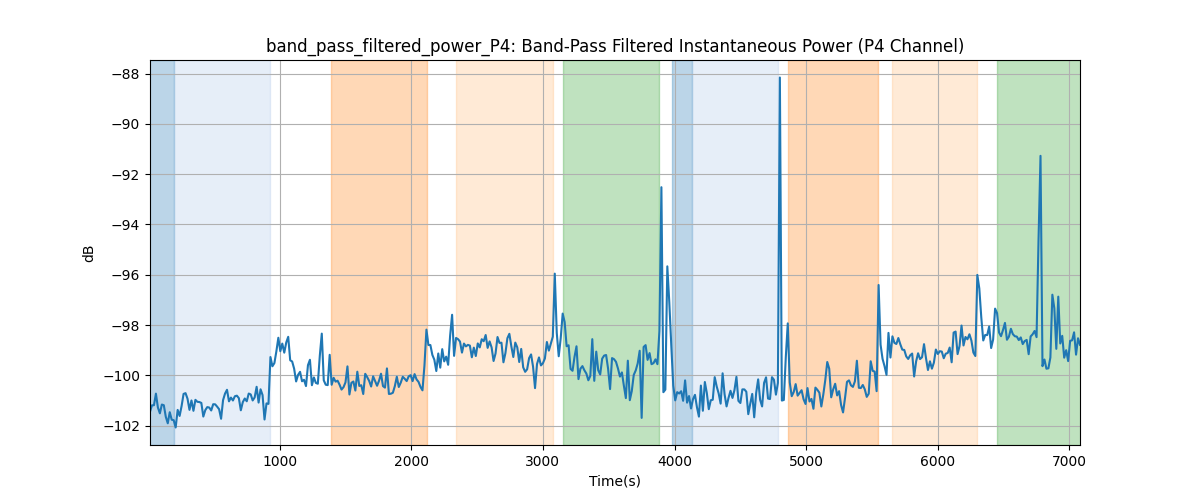 band_pass_filtered_power_P4: Band-Pass Filtered Instantaneous Power (P4 Channel)
dB
−88
−90
−92
−94
−96
−98
−100
−102
1000 2000 3000 4000 5000 6000 7000
Time(s)